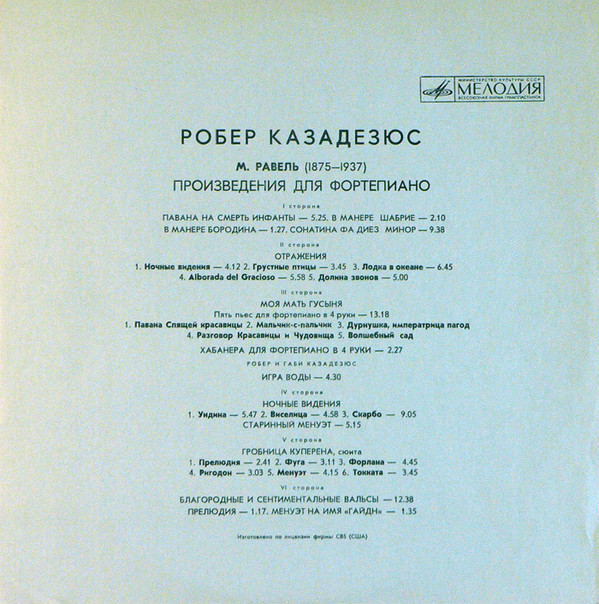 МИНИСТЕРСТВО КУЛЬТУРЫ СССР
МЕЛОДИЯ
ВСЕСОЮЗНАЯ ФИРМА ГРАМПЛАСТИНОК
РОБЕР КАЗАДЕЗЮС
М. РАВЕЛЬ (1875—1937)
ПРОИЗВЕДЕНИЯ ДЛЯ ФОРТЕПИАНО
I сторона
ПАВАНА НА СМЕРТЬ ИНФАНТЫ — 5.25. В МАНЕРЕ ШАБРИЕ — 2.10
В МАНЕРЕ БОРОДИНА — 1.27. СОНАТИНА ФА ДИЕЗ МИНОР — 9.38
II сторона
ОТРАЖЕНИЯ
1. Ночные видения — 4.12 2. Грустные птицы — 3.45 3. Лодка в океане — 6.45
4. Alborada del Gracioso — 5.58 5. Долина звонов — 5.00
III сторона
МОЯ МАТЬ ГУСЫНЯ
Пять пьес для фортепиано в 4 руки — 13.18
1. Павана Спящей красавицы 2. Мальчик-с-пальчик 3. Дурнушка, императрица пагод
4. Разговор Красавицы и Чудовища 5. Волшебный сад
ХАБАНЕРА ДЛЯ ФОРТЕПИАНО В 4 РУКИ — 2.27
РОБЕР И ГАБИ КАЗАДЕЗЮС
ИГРА ВОДЫ — 4.30
IV сторона
НОЧНЫЕ ВИДЕНИЯ
1. Ундина — 5.47 2. Виселица — 4.58 3. Скарбо — 9.05
СТАРИННЫЙ МЕНУЭТ — 5.15
V сторона
ГРОБНИЦА КУПЕРЕНА, сюита
1. Прелюдия — 2.41 2. Фуга — 3.11 3. Форлана — 4.45
4. Ригодон — 3.03 5. Менуэт — 4.15 6. Токката — 3.45
VI сторона
БЛАГОРОДНЫЕ И СЕНТИМЕНТАЛЬНЫЕ ВАЛЬСЫ — 12.38
ПРЕЛЮДИЯ — 1.17. МЕНУЭТ НА ИМЯ «ГАЙДН» — 1.35
Изготовлено по лицензии фирмы CBS (США)